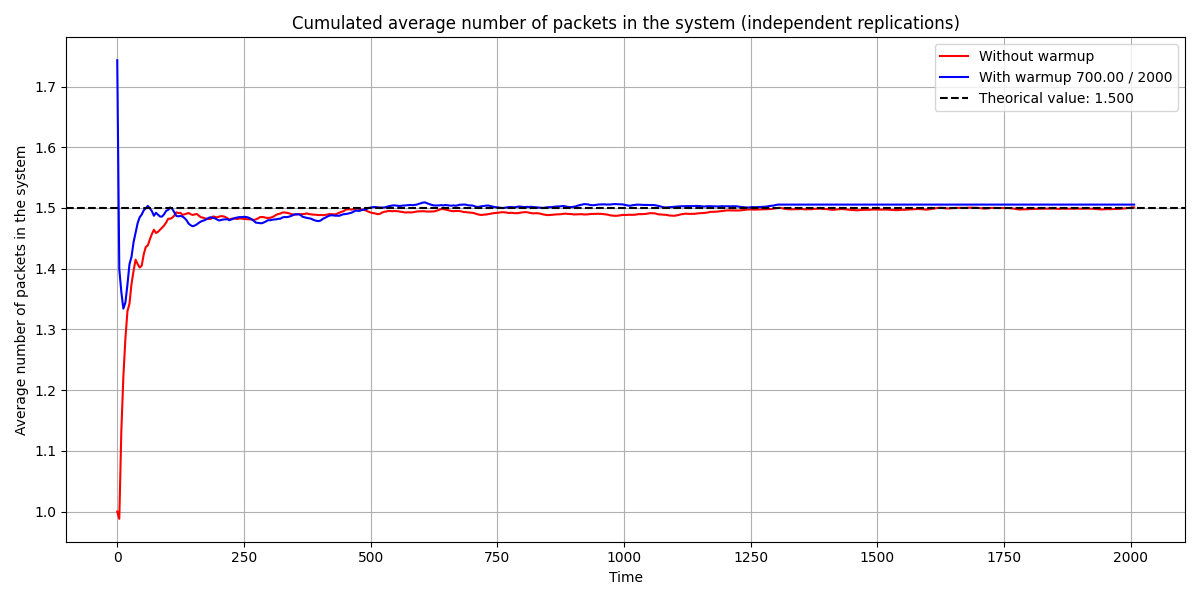 Cumulated average number of packets in the system (independent replications)
Without warmup
With warmup 700.00 / 2000
Theorical value: 1.500
Average number of packets in the system
1.7
1.6
1.5
1.4
1.3
1.2
1.1
1.0
0 250 500 750 1000 1250 1500 1750 2000
Time